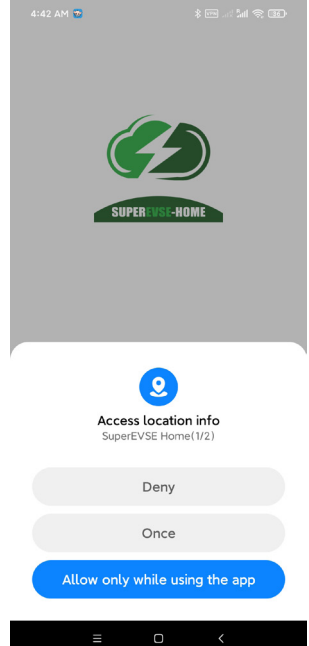 4:42 AM
VPN
SUPEREVSE-HOME
Access location info
SuperEVSE Home(1/2)
Deny
Once
Allow only while using the app